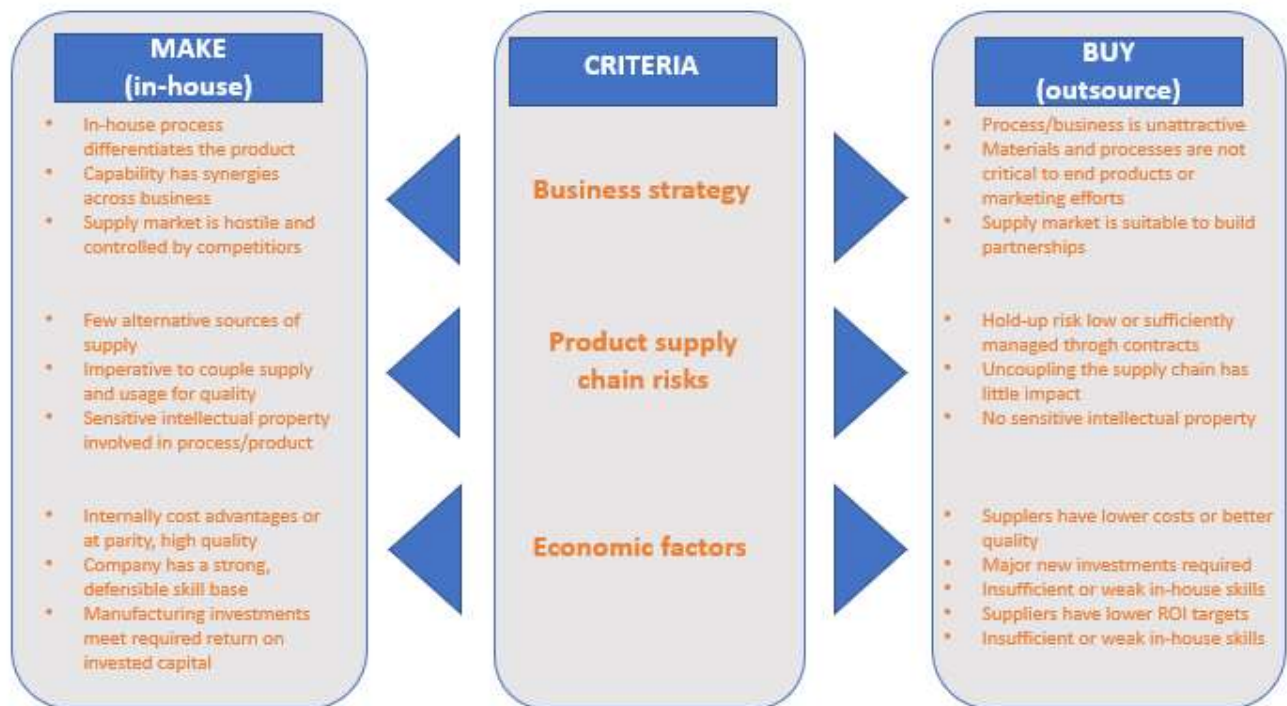 MAKE
(in-house)
• In-house process
differentiates the product
• Capability has synergies
across business
• Supply market is hostile and
controlled by competitiors
• Few alternative sources of
supply
• Imperative to couple supply
and usage for quality
• Sensitive intellectual property
involved in process/product
• Internally cost advantages or
at parity, high quality
• Company has a strong,
defensible skill base
• Manufacturing investments
meet required return on
invested capital
CRITERIA
Business strategy
Product supply
chain risks
Economic factors
BUY
(outsource)
• Process/business is unattractive
• Materials and processes are not
critical to end products or
marketing efforts
• Supply market is suitable to build
partnerships
• Hold-up risk low or sufficiently
managed throgh contracts
• Uncoupling the supply chain has
little impact
• No sensitive intellectual property
• Supplers have lower costs or better
quality
• Major new investments required
• Insufficient or weak in-house skills
• Suppliers have lower ROI targets
• Insufficient or weak in-house skills